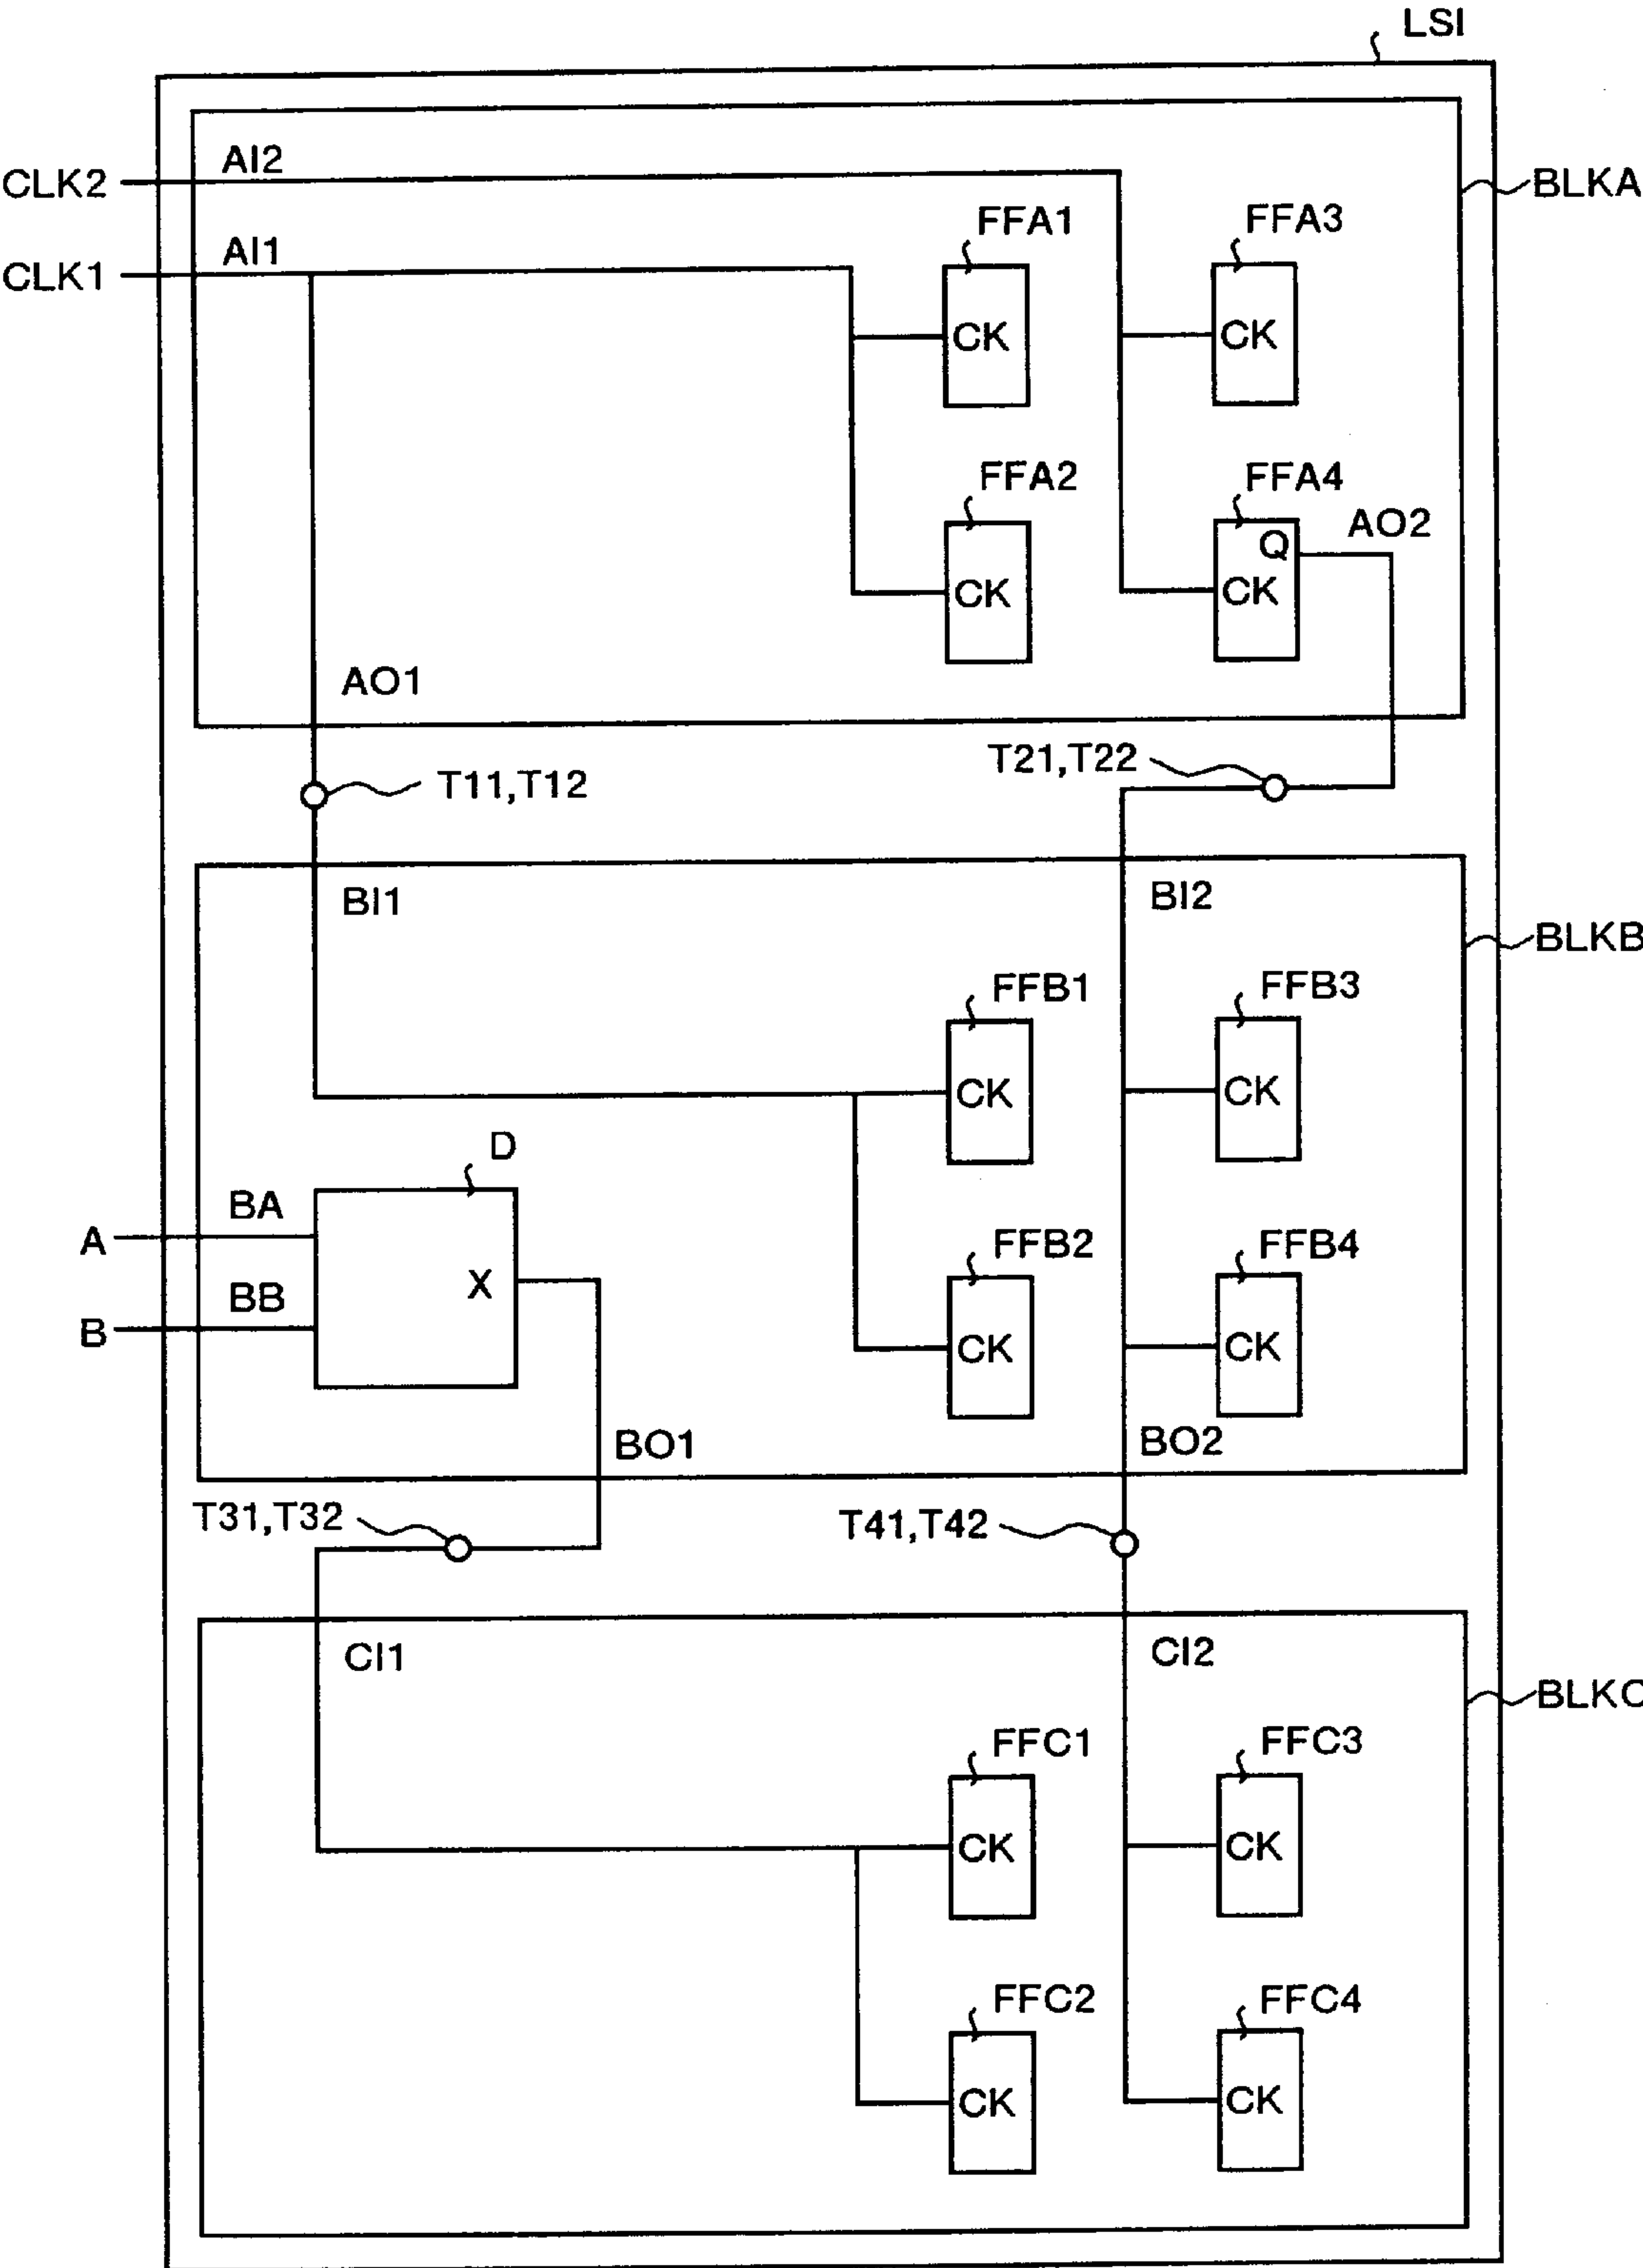 LSI
AI2
CLK2
BLKA
FFA1
FFA3
AI1
CLK1
CK
CK
FFA2
FFA4
AO2
Q
CK
CK
AO1
T21,T22
T11,T12
BI1
BI2
BLKB
FFB1
FFB3
CK
CK
D
BA
A
FFB2
FFB4
X
BB
B
CK
CK
BO1
BO2
T31,T32
T41,T42
CI1
CI2
BLKC
FFC1
FFC3
CK
CK
FFC2
FFC4
CK
CK